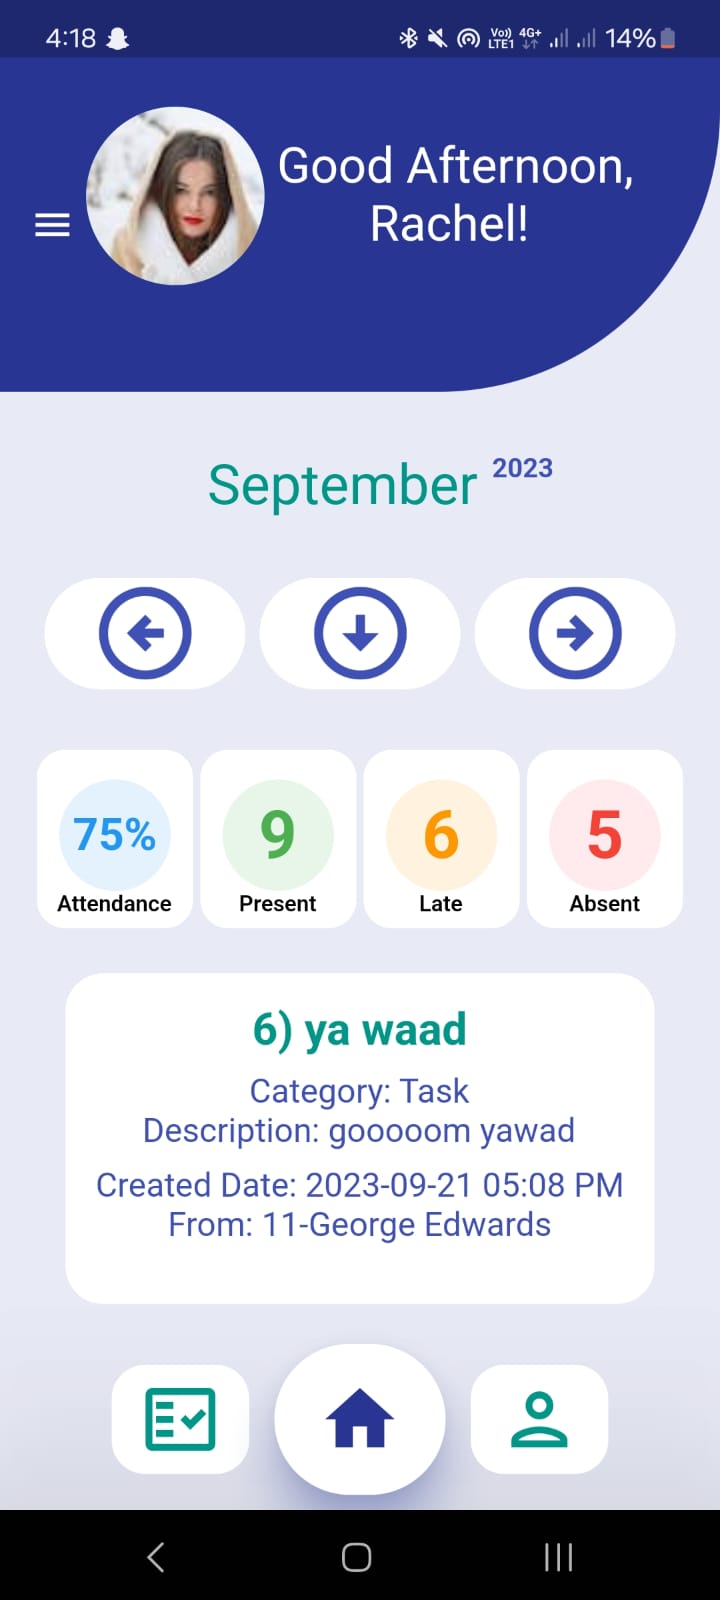 4:18
Vo)) 4G+
LTE1
14%
Good Afternoon,
Rachel!
September 2023
75%
Attendance
9
Present
6
Late
5
Absent
6) ya waad
Category: Task
Description: gooooom yawad
Created Date: 2023-09-21 05:08 PM
From: 11-George Edwards